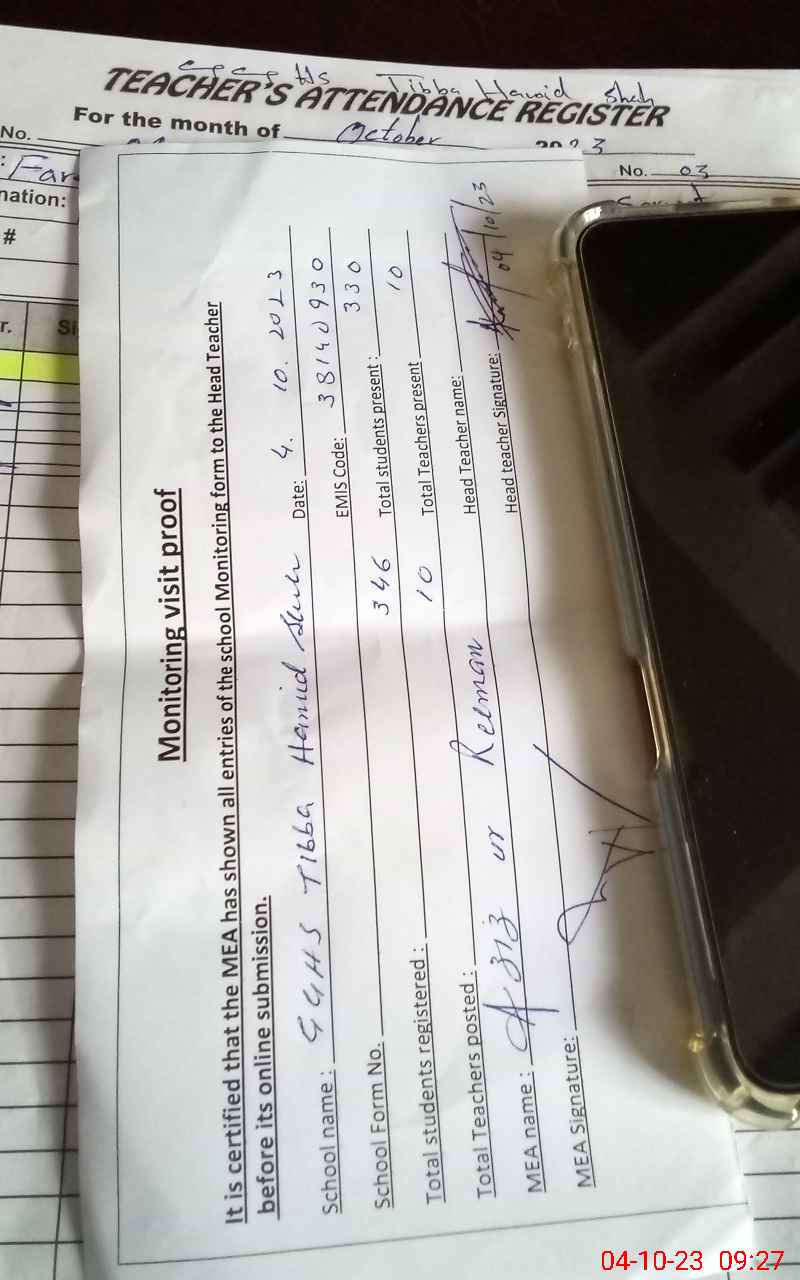 GGHS Tibba Hamid Shah
TEACHER'S ATTENDANCE REGISTER
For the month of October 2023
No.
No. 03
: Far
nation:
#
r. Si
Monitoring visit proof
It is certified that the MEA has shown all entries of the school Monitoring form to the Head Teacher
before its online submission.
School name : GGHS Tibba Hamid Shah Date: 4. 10. 2023
School Form No. EMIS Code: 38140930
Total students registered : 346 Total students present : 330
Total Teachers posted : 10 Total Teachers present 10
MEA name : Aziz ur Rehman Head Teacher name:
MEA Signature: Head teacher Signature: 04/10/23
04-10-23 09:27